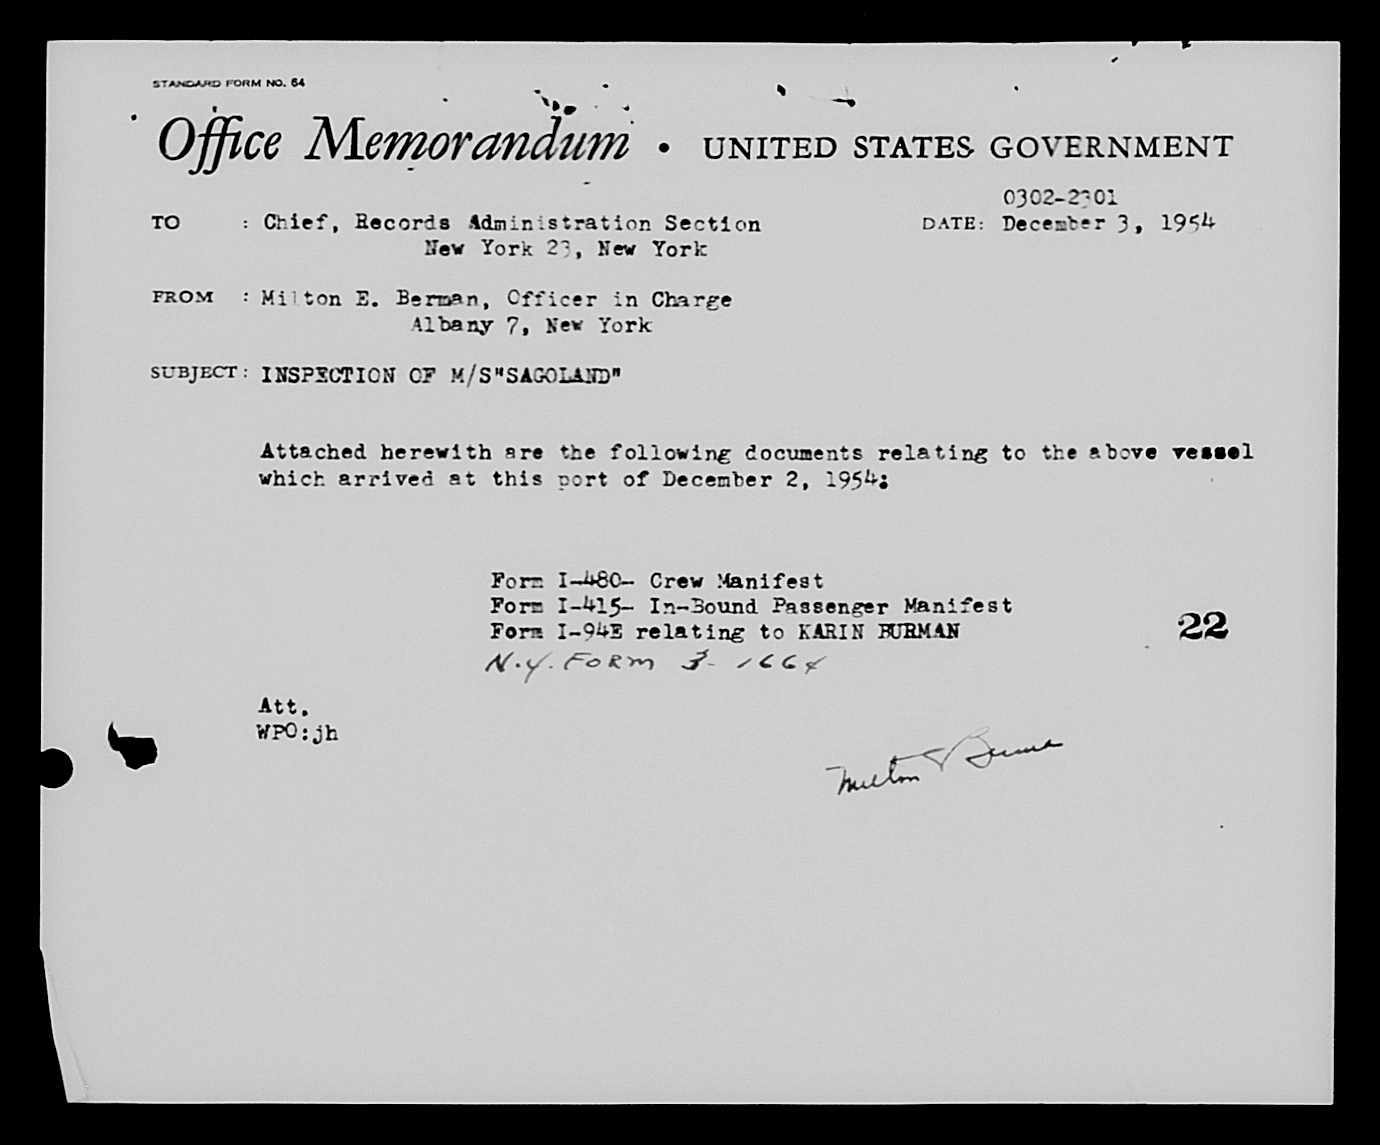 STANDARD FORM NO. 64
Office Memorandum • UNITED STATES GOVERNMENT
0302-2301
TO : Chief, Records Administration Section DATE: December 3, 1954
New York 23, New York
FROM : Milton E. Berman, Officer in Charge
Albany 7, New York
SUBJECT: INSPECTION OF M/S"SAGOLAND"
Attached herewith are the following documents relating to the above vessel
which arrived at this port of December 2, 1954:
Form I-480- Crew Manifest
Form I-415- In-Bound Passenger Manifest
Form I-94E relating to KARIN BURMAN
22
N.Y. FORM 3-1664
Att.
WPO:jh
Milton E Berman